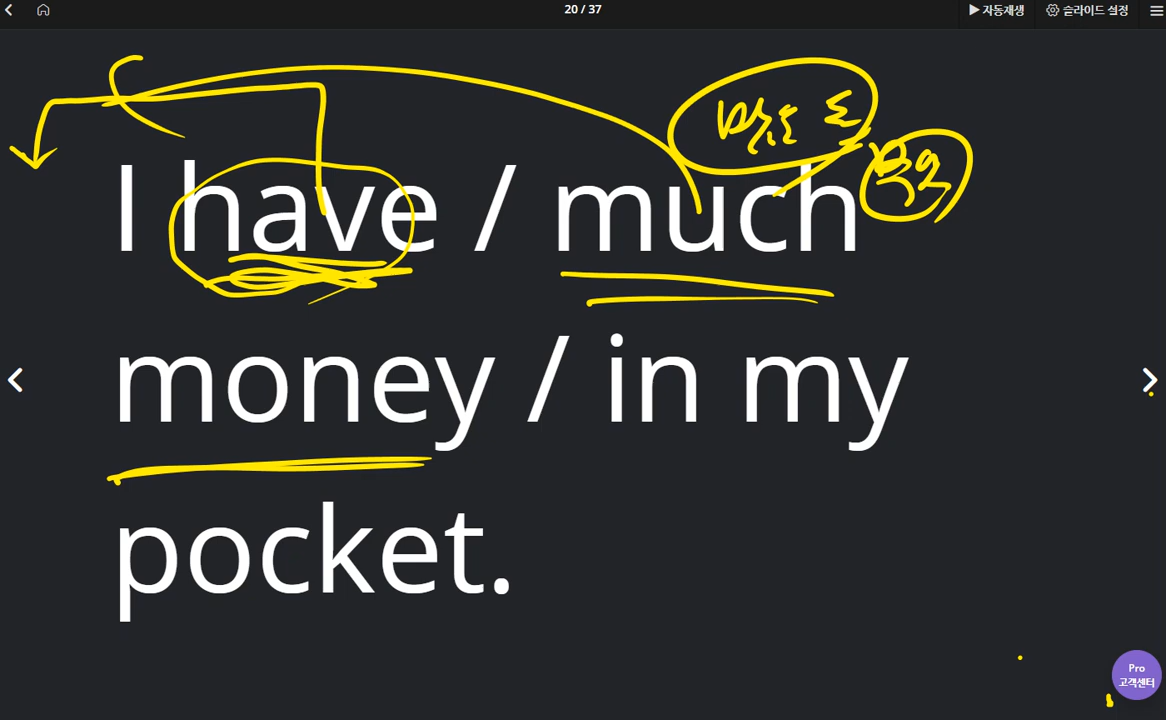 20 / 37
▶ 자동재생
슬라이드 설정
I have / much
money / in my
pocket.
Pro
고객센터